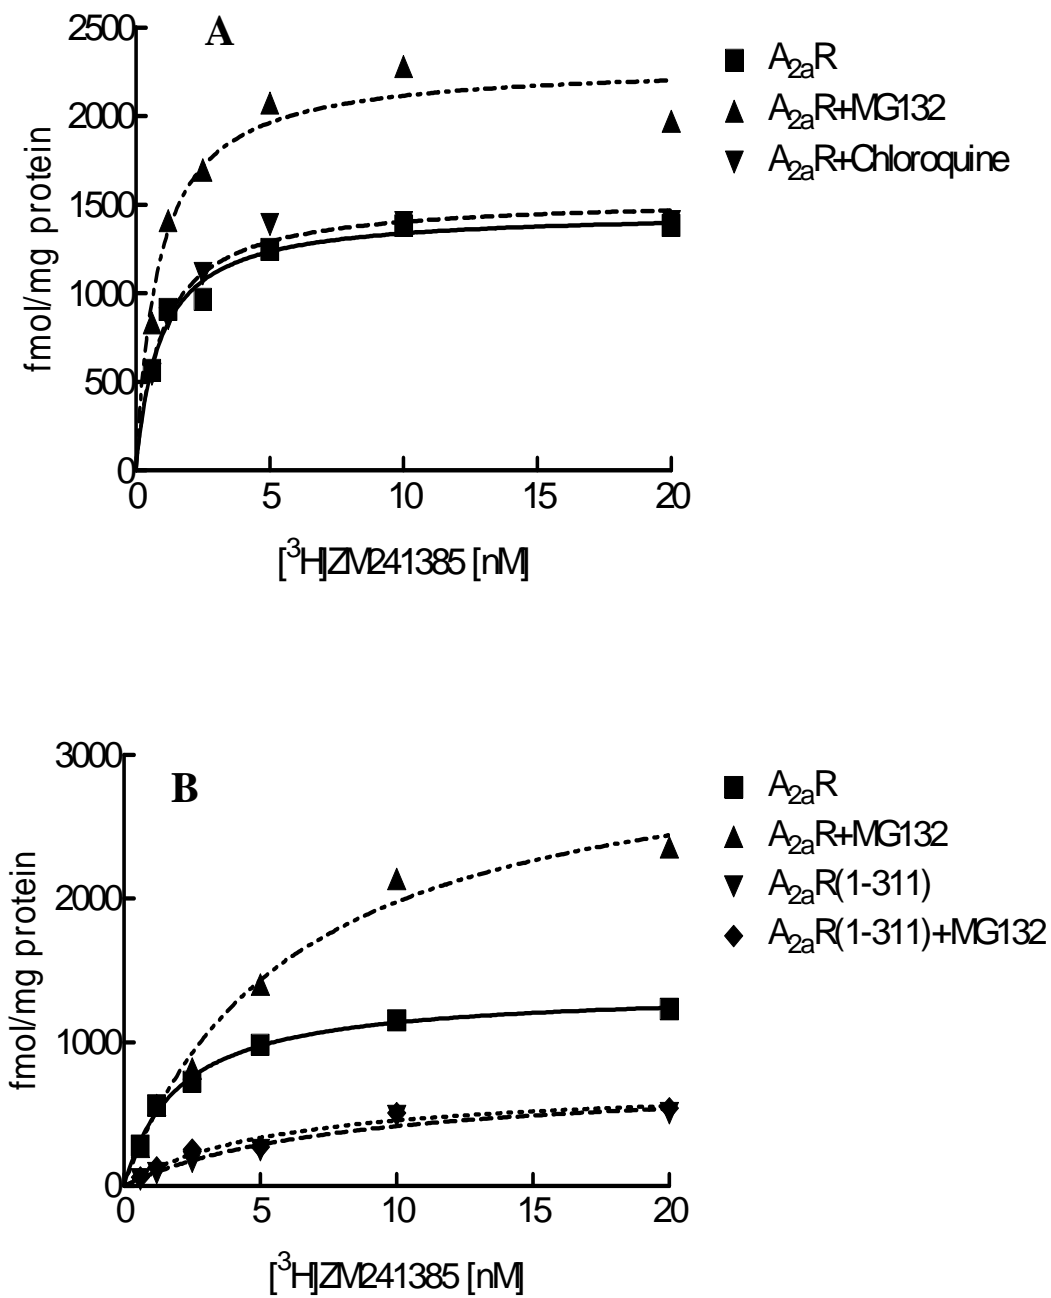 A
2500
2000
1500
1000
500
0
fmol/mg protein
0 5 10 15 20
[³H]ZM241385 [nM]
A₂ₐR
A₂ₐR+MG132
A₂ₐR+Chloroquine
B
3000
2000
1000
0
fmol/mg protein
0 5 10 15 20
[³H]ZM241385 [nM]
A₂ₐR
A₂ₐR+MG132
A₂ₐR(1-311)
A₂ₐR(1-311)+MG132